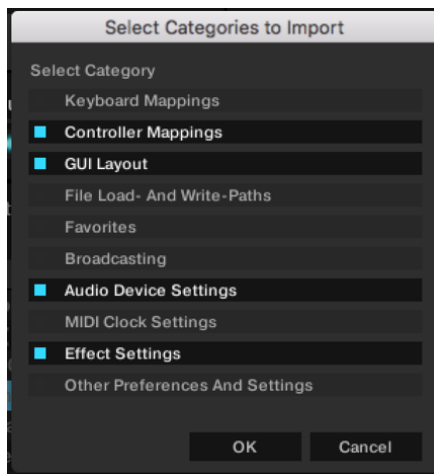 Select Categories to Import
Select Category
Keyboard Mappings
Controller Mappings
GUI Layout
File Load- And Write-Paths
Favorites
Broadcasting
Audio Device Settings
MIDI Clock Settings
Effect Settings
Other Preferences And Settings
OK Cancel